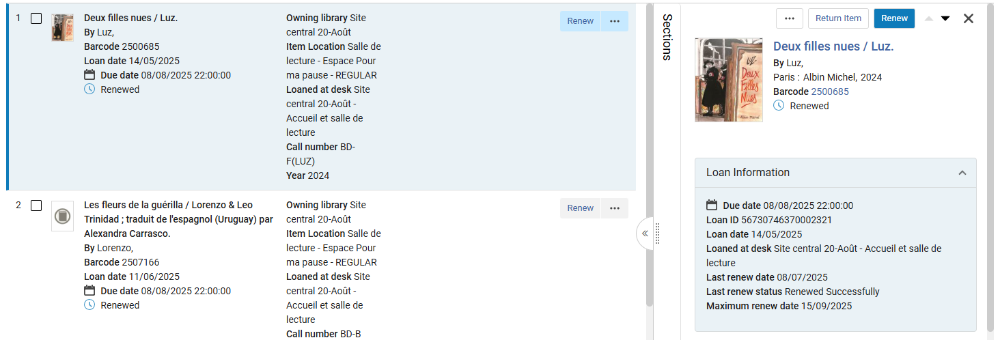 1
Deux filles nues / Luz.
By Luz,
Barcode 2500685
Loan date 14/05/2025
Due date 08/08/2025 22:00:00
Renewed
Owning library Site
central 20-Août
Item Location Salle de
lecture - Espace Pour
ma pause - REGULAR
Loaned at desk Site
central 20-Août -
Accueil et salle de
lecture
Call number BD-
F(LUZ)
Year 2024
Renew
2
Les fleurs de la guérilla / Lorenzo & Leo
Trinidad ; traduit de l'espagnol (Uruguay) par
Alexandra Carrasco.
By Lorenzo,
Barcode 2507166
Loan date 11/06/2025
Due date 08/08/2025 22:00:00
Renewed
Owning library Site
central 20-Août
Item Location Salle de
lecture - Espace Pour
ma pause - REGULAR
Loaned at desk Site
central 20-Août -
Accueil et salle de
lecture
Call number BD-B
Renew
Sections
Return Item
Renew
LUZ
Deux
Filles
Nues
Albin Michel
Deux filles nues / Luz.
By Luz,
Paris : Albin Michel, 2024
Barcode 2500685
Renewed
Loan Information
Due date 08/08/2025 22:00:00
Loan ID 56730746370002321
Loan date 14/05/2025
Loaned at desk Site central 20-Août - Accueil et salle de
lecture
Last renew date 08/07/2025
Last renew status Renewed Successfully
Maximum renew date 15/09/2025